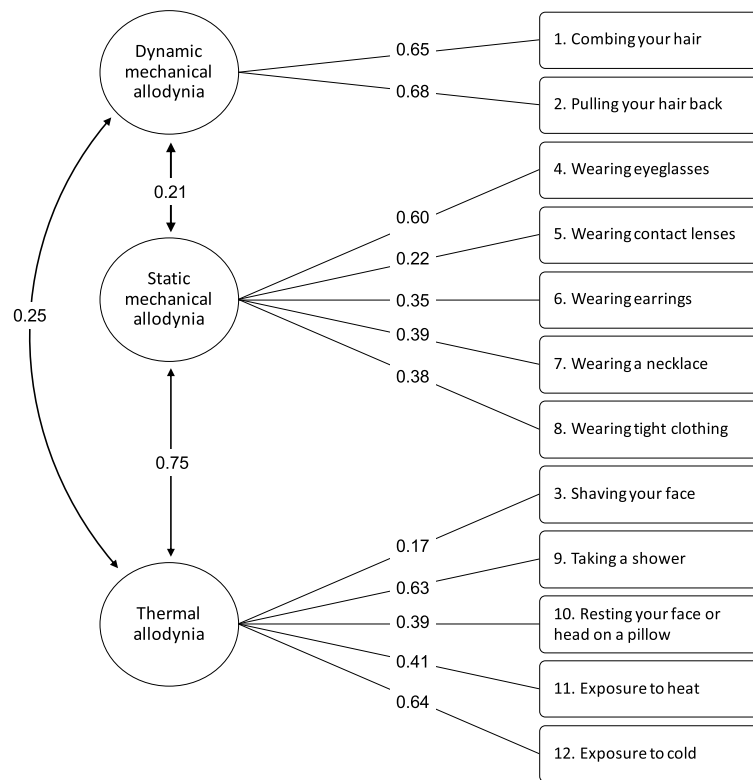 Dynamic
mechanical
allodynia
0.65
1. Combing your hair
0.68
2. Pulling your hair back
0.21
0.60
4. Wearing eyeglasses
0.22
5. Wearing contact lenses
Static
mechanical
allodynia
0.35
6. Wearing earrings
0.25
0.39
7. Wearing a necklace
0.38
8. Wearing tight clothing
0.75
0.17
3. Shaving your face
0.63
9. Taking a shower
Thermal
allodynia
0.39
10. Resting your face or
head on a pillow
0.41
11. Exposure to heat
0.64
12. Exposure to cold